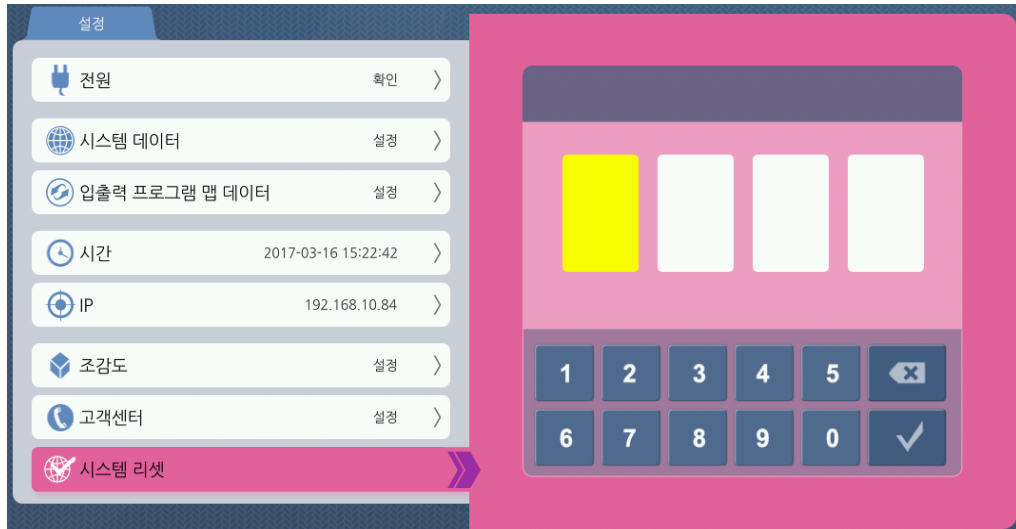 설정
전원 확인
시스템 데이터 설정
입출력 프로그램 맵 데이터 설정
시간 2017-03-16 15:22:42
IP 192.168.10.84
조감도 설정
고객센터 설정
시스템 리셋
1 2 3 4 5
6 7 8 9 0